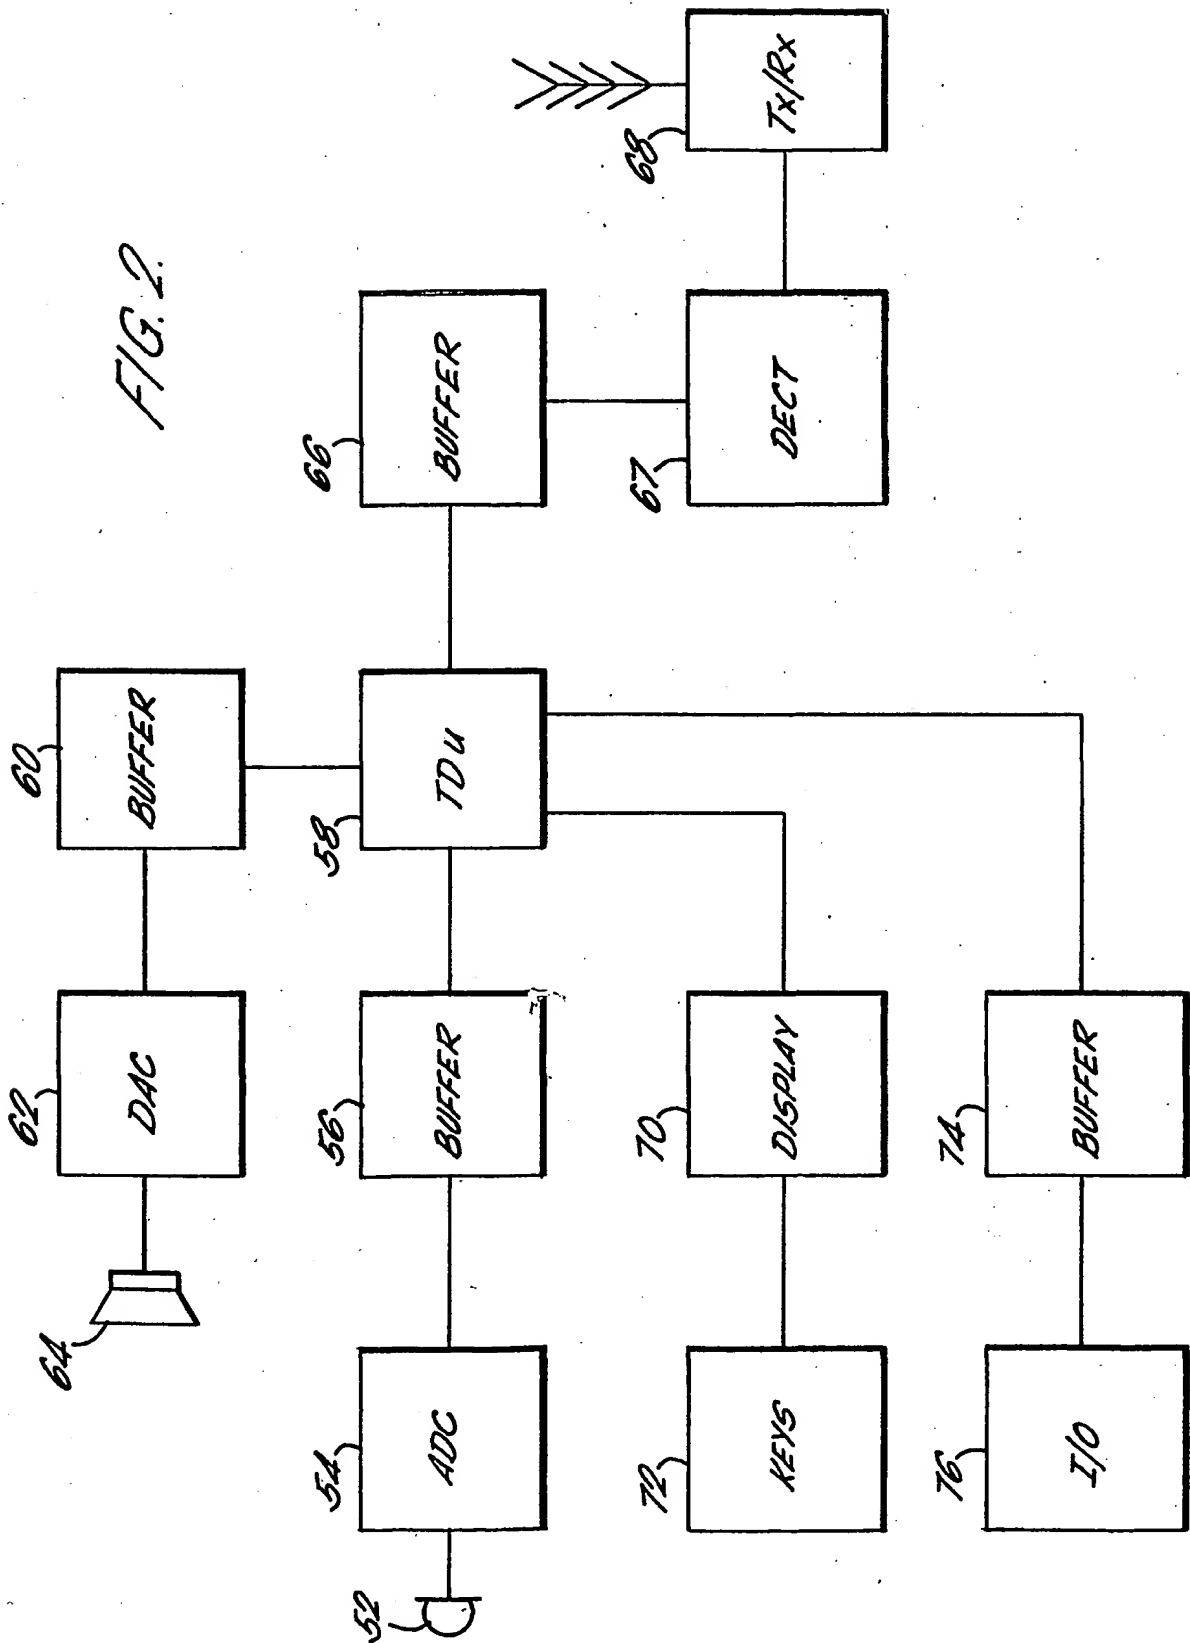 FIG. 2.
64
62
DAC
60
BUFFER
52
54
ADC
56
BUFFER
58
TDU
66
BUFFER
72
KEYS
70
DISPLAY
67
DECT
68
Tx/Rx
76
I/O
74
BUFFER